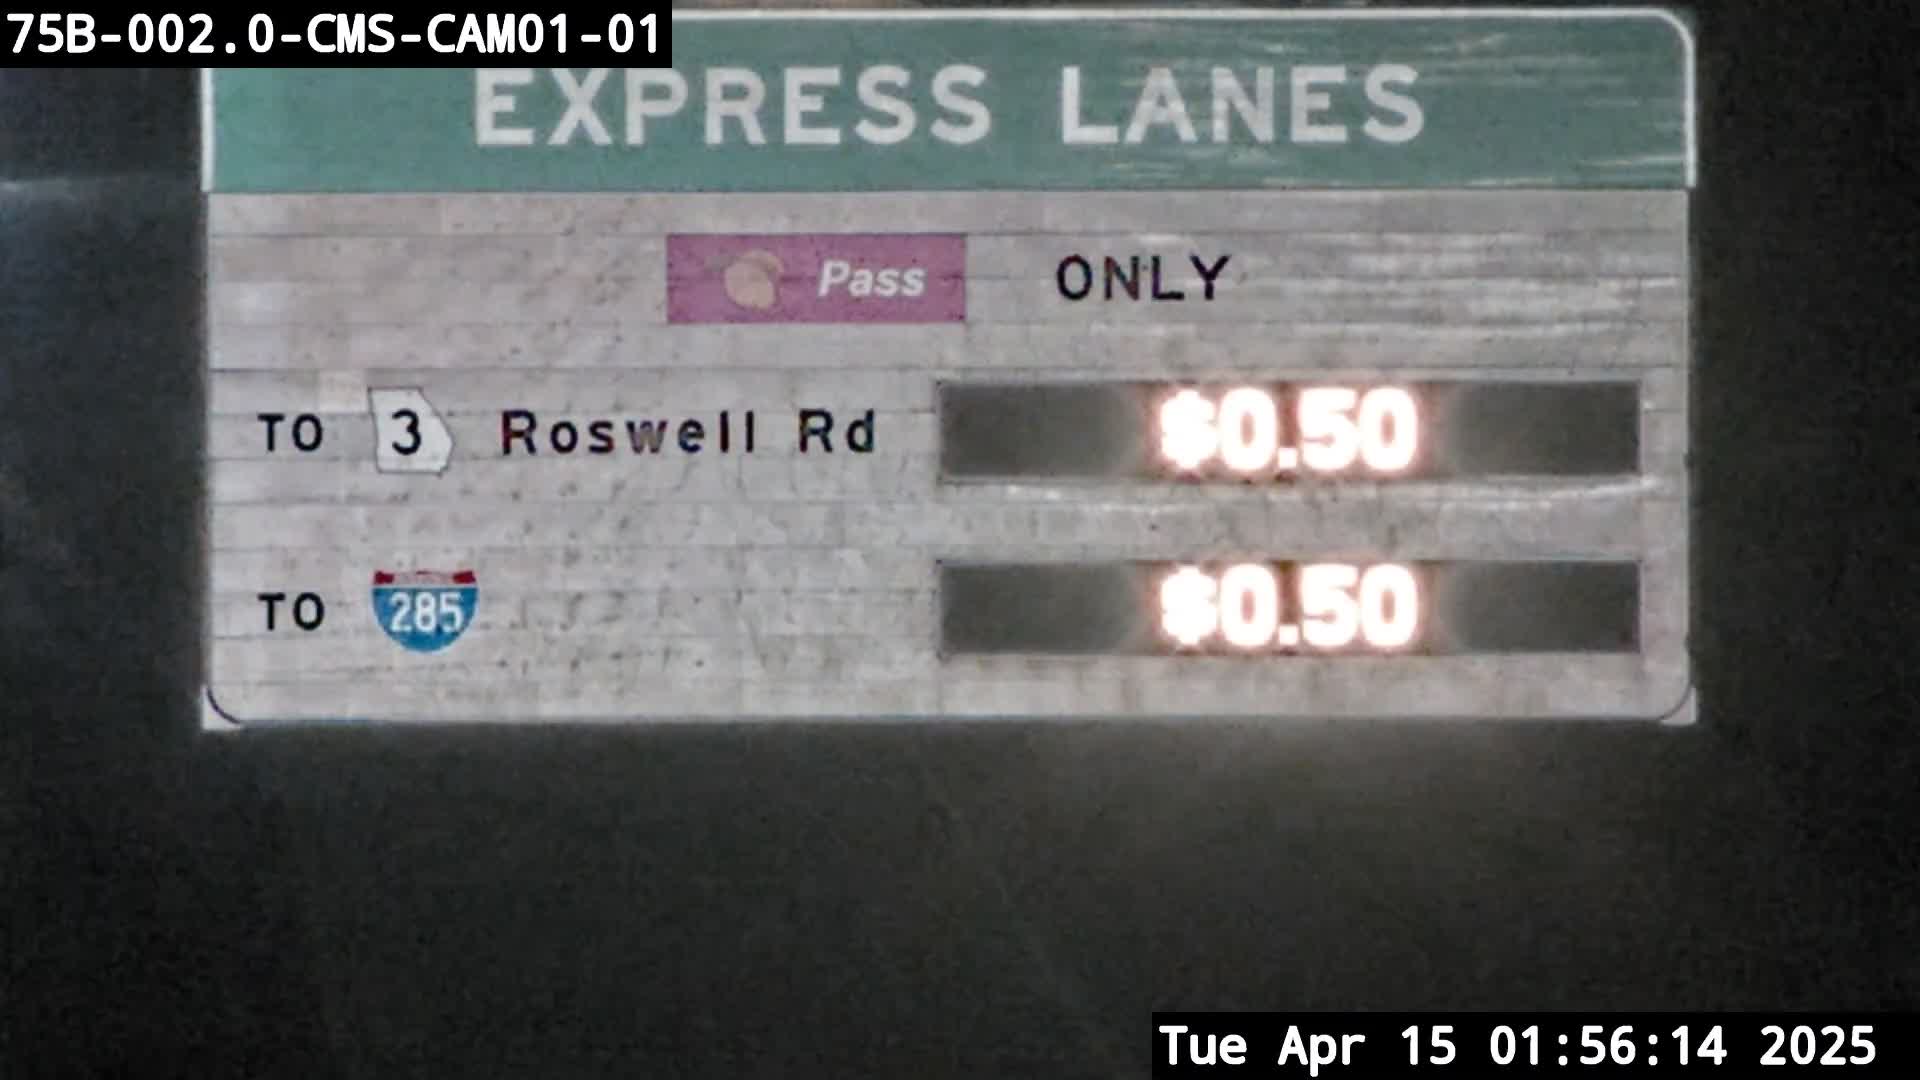 75B-002.0-CMS-CAM01-01
EXPRESS LANES
Pass ONLY
TO 3 Roswell Rd $0.50
TO 285 $0.50
Tue Apr 15 01:56:14 2025